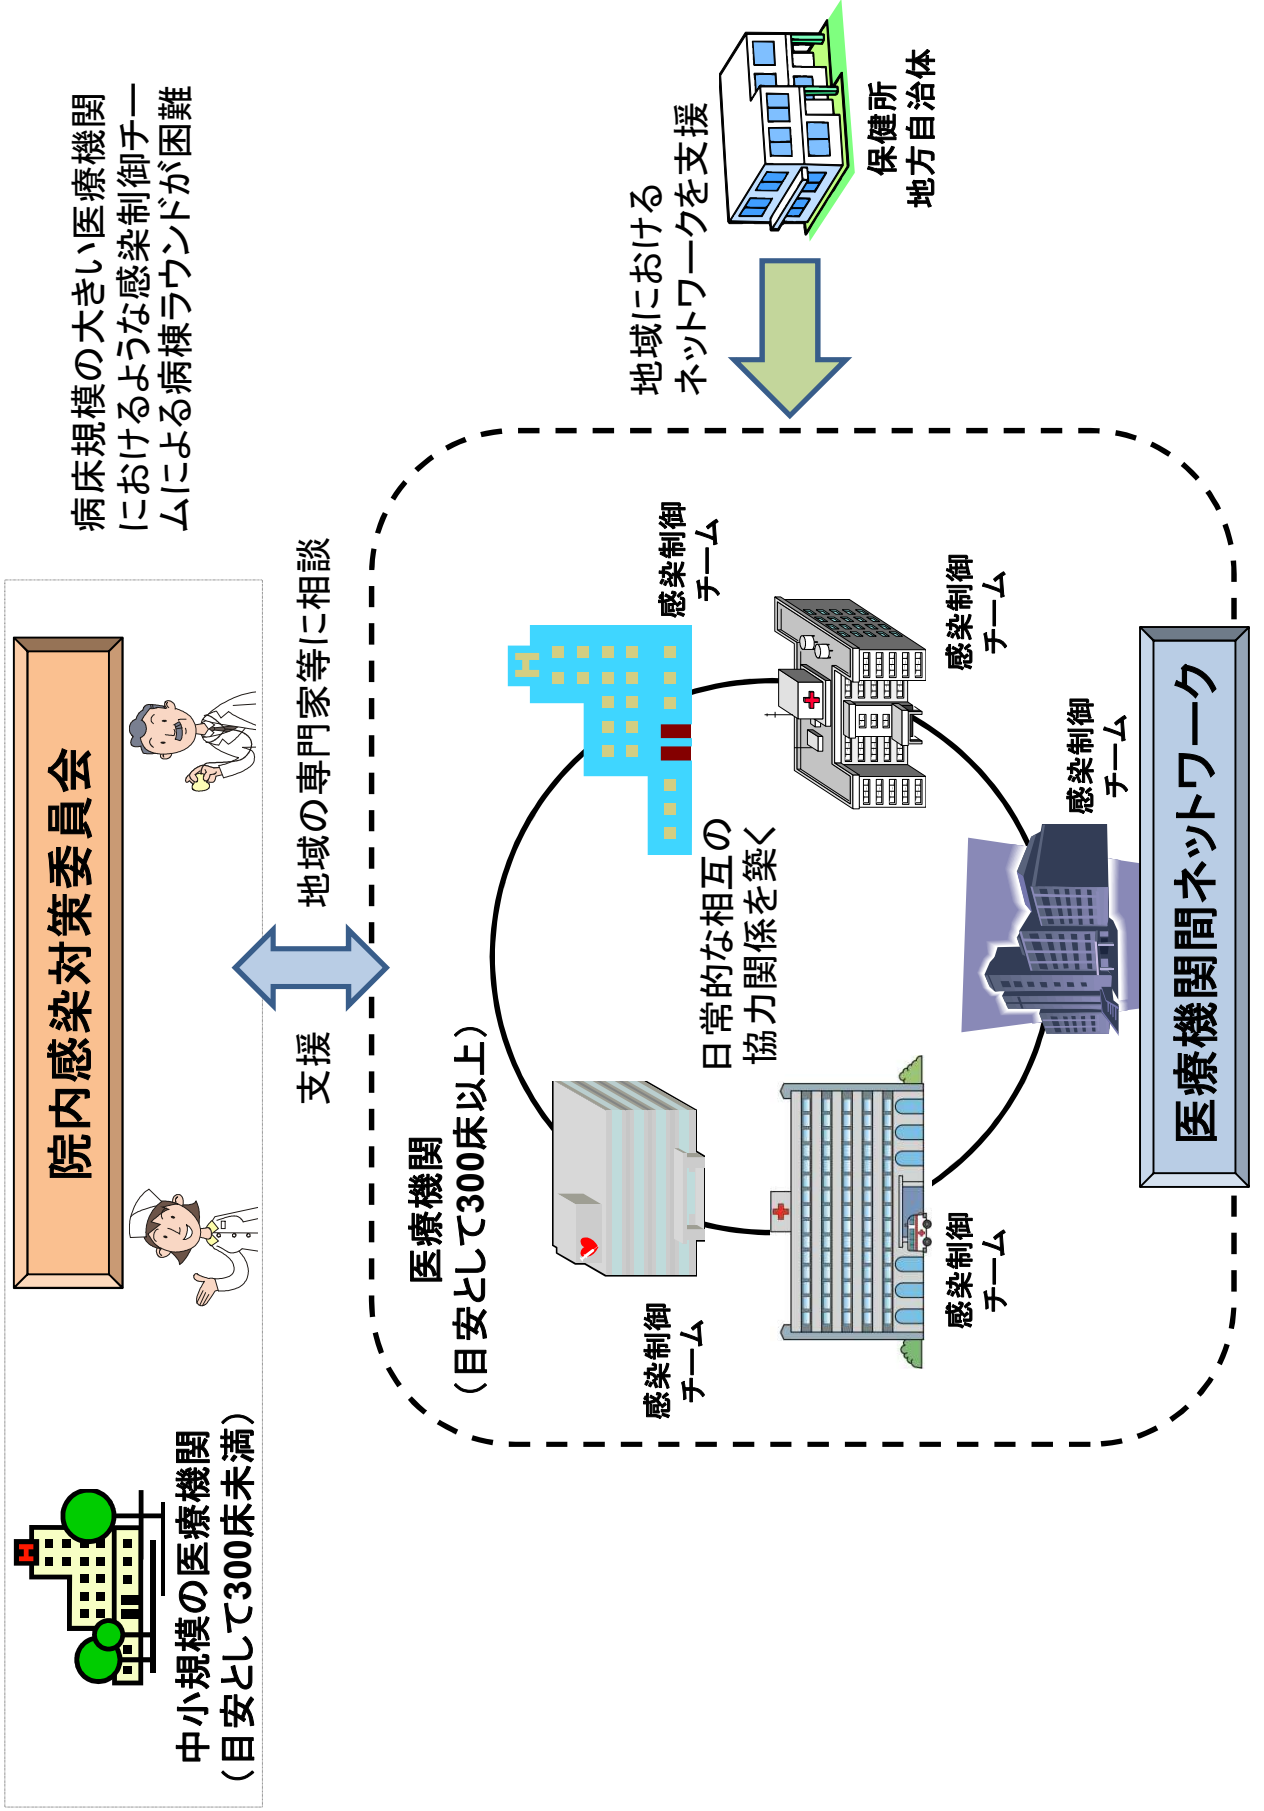 中小規模の医療機関
（目安として300床未満）
院内感染対策委員会
病床規模の大きい医療機関
におけるような感染制御チー
ムによる病棟ラウンドが困難
支援
地域の専門家等に相談
医療機関
（目安として300床以上）
感染制御
チーム
感染制御
チーム
日常的な相互の
協力関係を築く
感染制御
チーム
感染制御
チーム
感染制御
チーム
医療機関間ネットワーク
地域における
ネットワークを支援
保健所
地方自治体
H
H